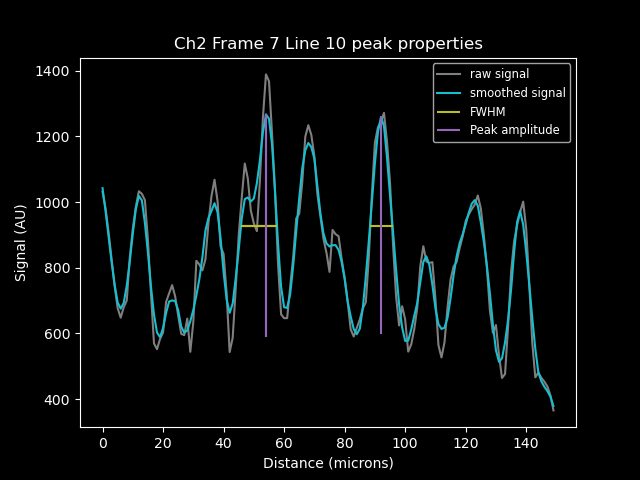 Ch2 Frame 7 Line 10 peak properties
raw signal
smoothed signal
FWHM
Peak amplitude
Signal (AU)
1400
1200
1000
800
600
400
0 20 40 60 80 100 120 140
Distance (microns)